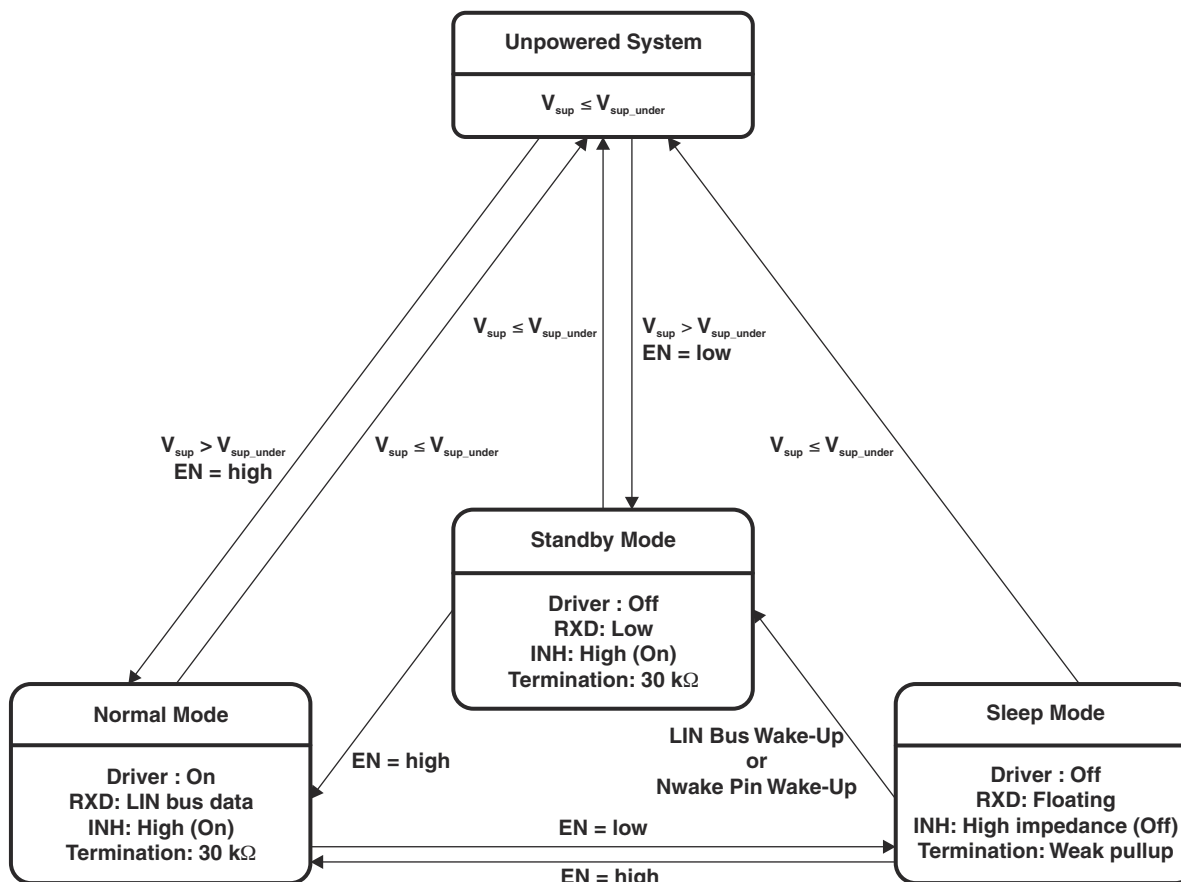 Unpowered System
Vsup ≤ Vsup_under
Vsup ≤ Vsup_under
Vsup > Vsup_under
EN = low
Vsup > Vsup_under
EN = high
Vsup ≤ Vsup_under
Vsup ≤ Vsup_under
Standby Mode
Driver : Off
RXD: Low
INH: High (On)
Termination: 30 kΩ
Normal Mode
Driver : On
RXD: LIN bus data
INH: High (On)
Termination: 30 kΩ
EN = high
LIN Bus Wake-Up
or
Nwake Pin Wake-Up
Sleep Mode
Driver : Off
RXD: Floating
INH: High impedance (Off)
Termination: Weak pullup
EN = low
EN = high